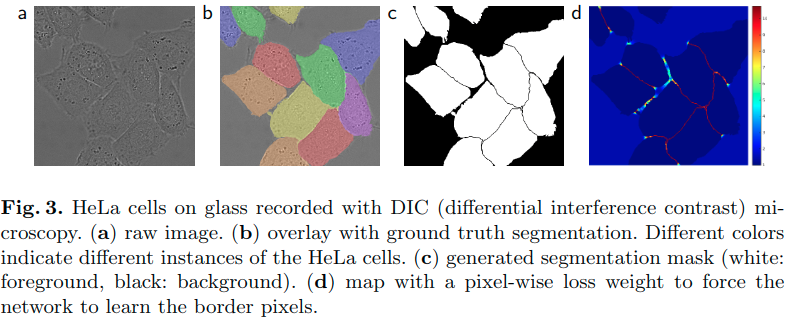 a b c d
Fig. 3. HeLa cells on glass recorded with DIC (differential interference contrast) mi-
croscopy. (a) raw image. (b) overlay with ground truth segmentation. Different colors
indicate different instances of the HeLa cells. (c) generated segmentation mask (white:
foreground, black: background). (d) map with a pixel-wise loss weight to force the
network to learn the border pixels.